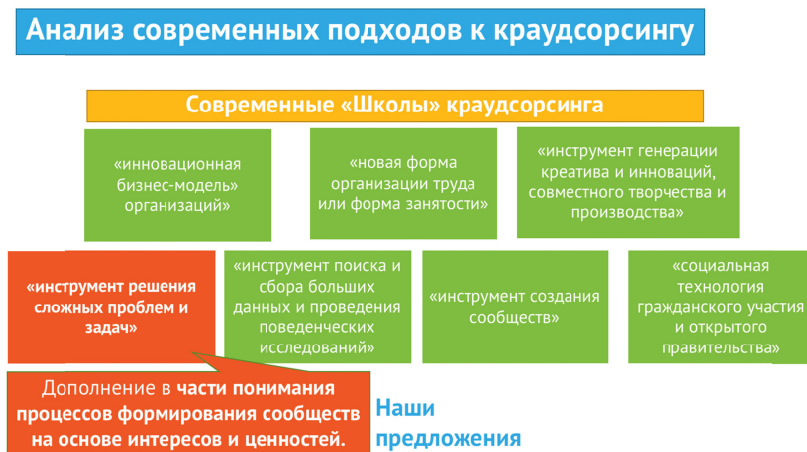 Анализ современных подходов к краудсорсингу
Современные «Школы» краудсорсинга
«инновационная
бизнес-модель»
организаций»
«новая форма
организации труда
или форма занятости»
«инструмент генерации
креатива и инноваций,
совместного творчества и
производства»
«инструмент решения
сложных проблем и
задач»
«инструмент поиска и
сбора больших
данных и проведения
поведенческих
исследований»
«инструмент создания
сообществ»
«социальная
технология
гражданского участия
и открытого
правительства»
Дополнение в части понимания
процессов формирования сообществ
на основе интересов и ценностей.
Наши
предложения